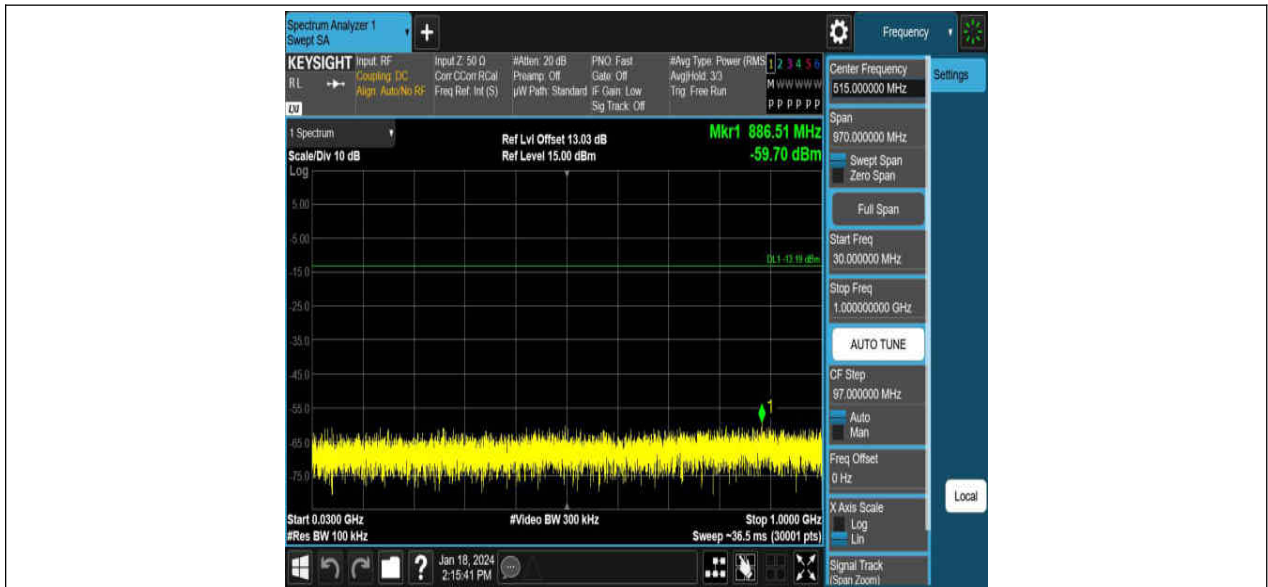 Spectrum Analyzer 1
Swept SA
+
Frequency
KEYSIGHT
RL
LXI
Input: RF
Coupling: DC
Align: Auto/No RF
Input Z: 50 Ω
Corr CCorr RCal
Freq Ref: Int (S)
#Atten: 20 dB
Preamp: Off
µW Path: Standard
PNO: Fast
Gate: Off
IF Gain: Low
Sig Track: Off
#Avg Type: Power (RMS
Avg|Hold: 3/3
Trig: Free Run
1 2 3 4 5 6
M W W W W W
P P P P P P
Center Frequency
515.000000 MHz
Settings
1 Spectrum
Scale/Div 10 dB
Log
Ref Lvl Offset 13.03 dB
Ref Level 15.00 dBm
Mkr1 886.51 MHz
-59.70 dBm
5.00
-5.00
-15.0
-25.0
-35.0
-45.0
-55.0
-65.0
-75.0
DL1 -13.19 dBm
1
Start 0.0300 GHz
#Res BW 100 kHz
#Video BW 300 kHz
Stop 1.0000 GHz
Sweep ~36.5 ms (30001 pts)
Span
970.000000 MHz
Swept Span
Zero Span
Full Span
Start Freq
30.000000 MHz
Stop Freq
1.000000000 GHz
AUTO TUNE
CF Step
97.000000 MHz
Auto
Man
Freq Offset
0 Hz
X Axis Scale
Log
Lin
Signal Track
(Span Zoom)
Local
?
Jan 18, 2024
2:15:41 PM